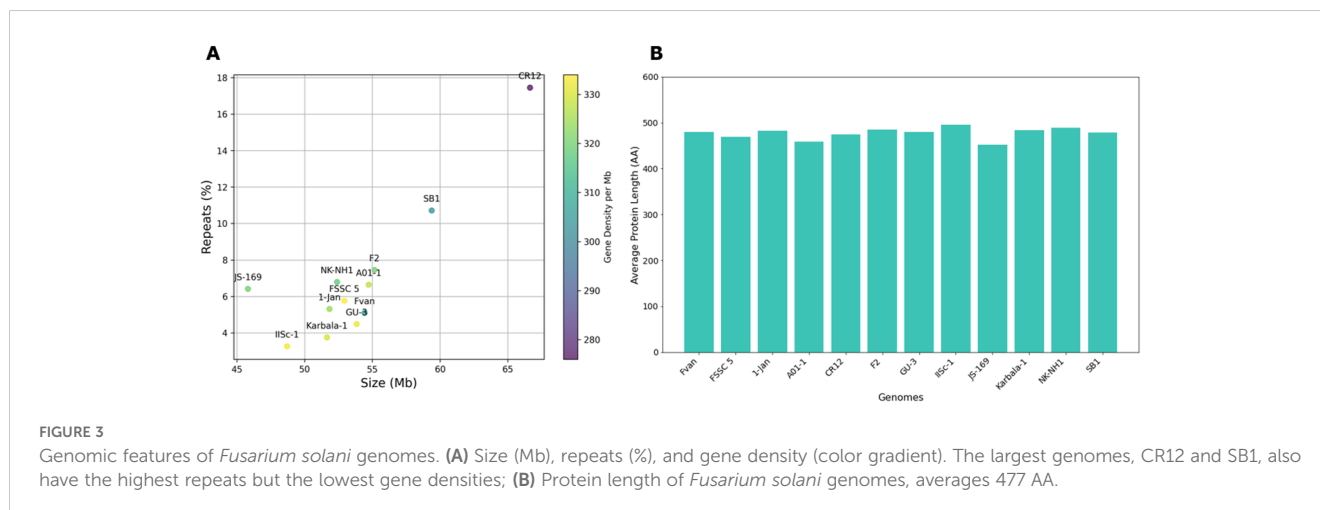 A
B
18
16
14
12
10
8
6
4
Repeats (%)
45
50
55
60
65
Size (Mb)
CR12
SB1
F2
NK-NH1
A01-1
JS-169
FSSC 5
1-Jan
Fvan
GU-3
Karbala-1
IISc-1
330
320
310
300
290
280
Gene Density per Mb
600
500
400
300
200
100
0
Average Protein Length (AA)
Fvan
FSSC 5
1-Jan
A01-1
CR12
F2
GU-3
IISc-1
JS-169
Karbala-1
NK-NH1
SB1
Genomes
FIGURE 3
Genomic features of Fusarium solani genomes. (A) Size (Mb), repeats (%), and gene density (color gradient). The largest genomes, CR12 and SB1, also
have the highest repeats but the lowest gene densities; (B) Protein length of Fusarium solani genomes, averages 477 AA.